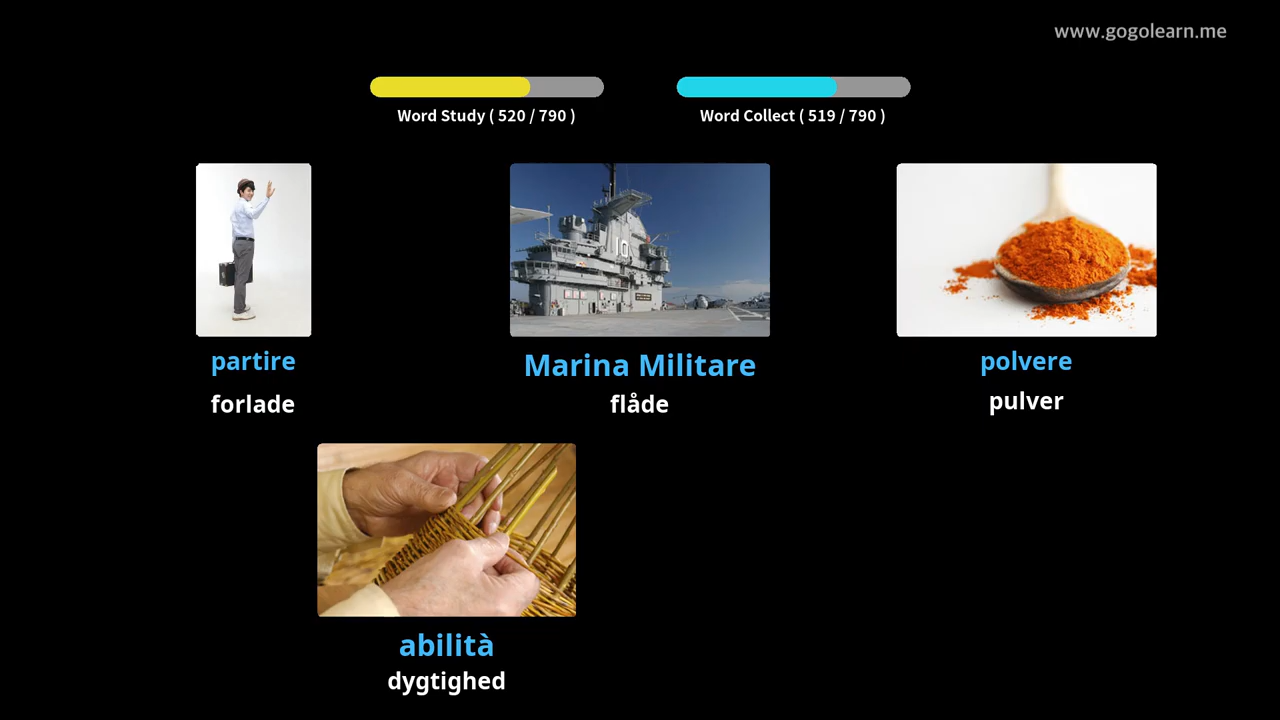 www.gogolearn.me
Word Study ( 520 / 790 )
Word Collect ( 519 / 790 )
partire
forlade
Marina Militare
flåde
polvere
pulver
abilità
dygtighed